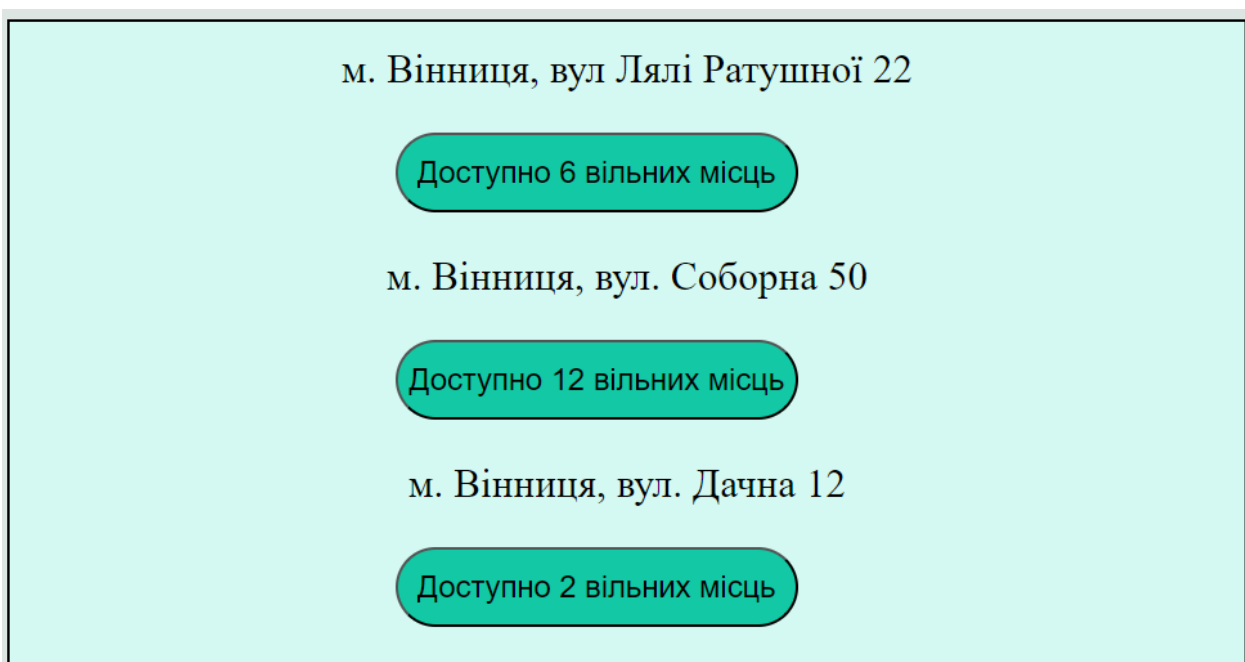 м. Вінниця, вул Лялі Ратушної 22
Доступно 6 вільних місць
м. Вінниця, вул. Соборна 50
Доступно 12 вільних місць
м. Вінниця, вул. Дачна 12
Доступно 2 вільних місць